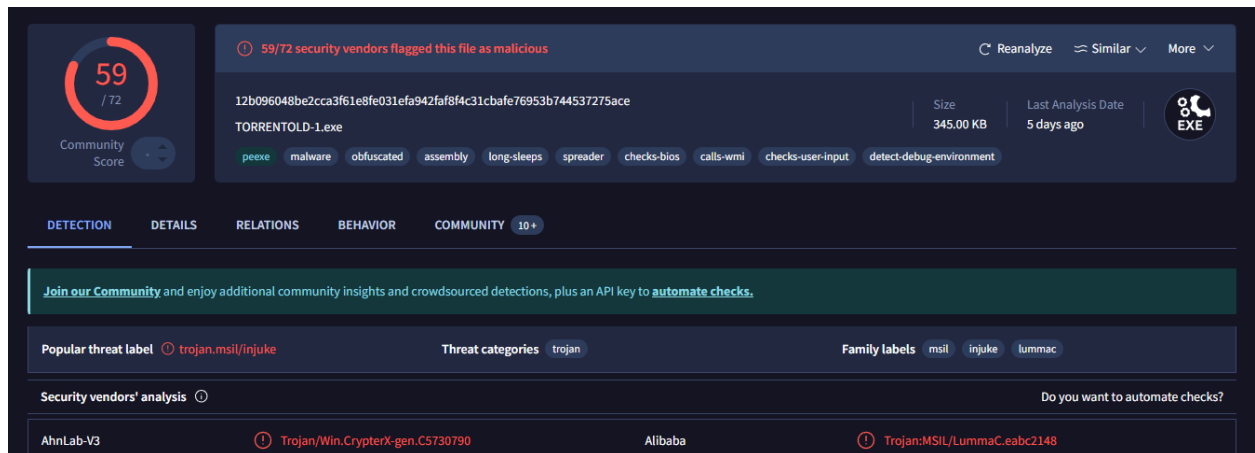 59
/ 72
Community
Score
59/72 security vendors flagged this file as malicious
Reanalyze
Similar
More
12b096048be2cca3f61e8fe031efa942faf8f4c31cbafe76953b744537275ace
TORRENTOLD-1.exe
Size
345.00 KB
Last Analysis Date
5 days ago
EXE
peexe malware obfuscated assembly long-sleeps spreader checks-bios calls-wmi checks-user-input detect-debug-environment
DETECTION DETAILS RELATIONS BEHAVIOR COMMUNITY 10+
Join our Community and enjoy additional community insights and crowdsourced detections, plus an API key to automate checks.
Popular threat label trojan.msil/injuke Threat categories trojan Family labels msil injuke lummac
Security vendors' analysis Do you want to automate checks?
AhnLab-V3 Trojan/Win.CrypterX-gen.C5730790 Alibaba Trojan:MSIL/LummaC.eabc2148